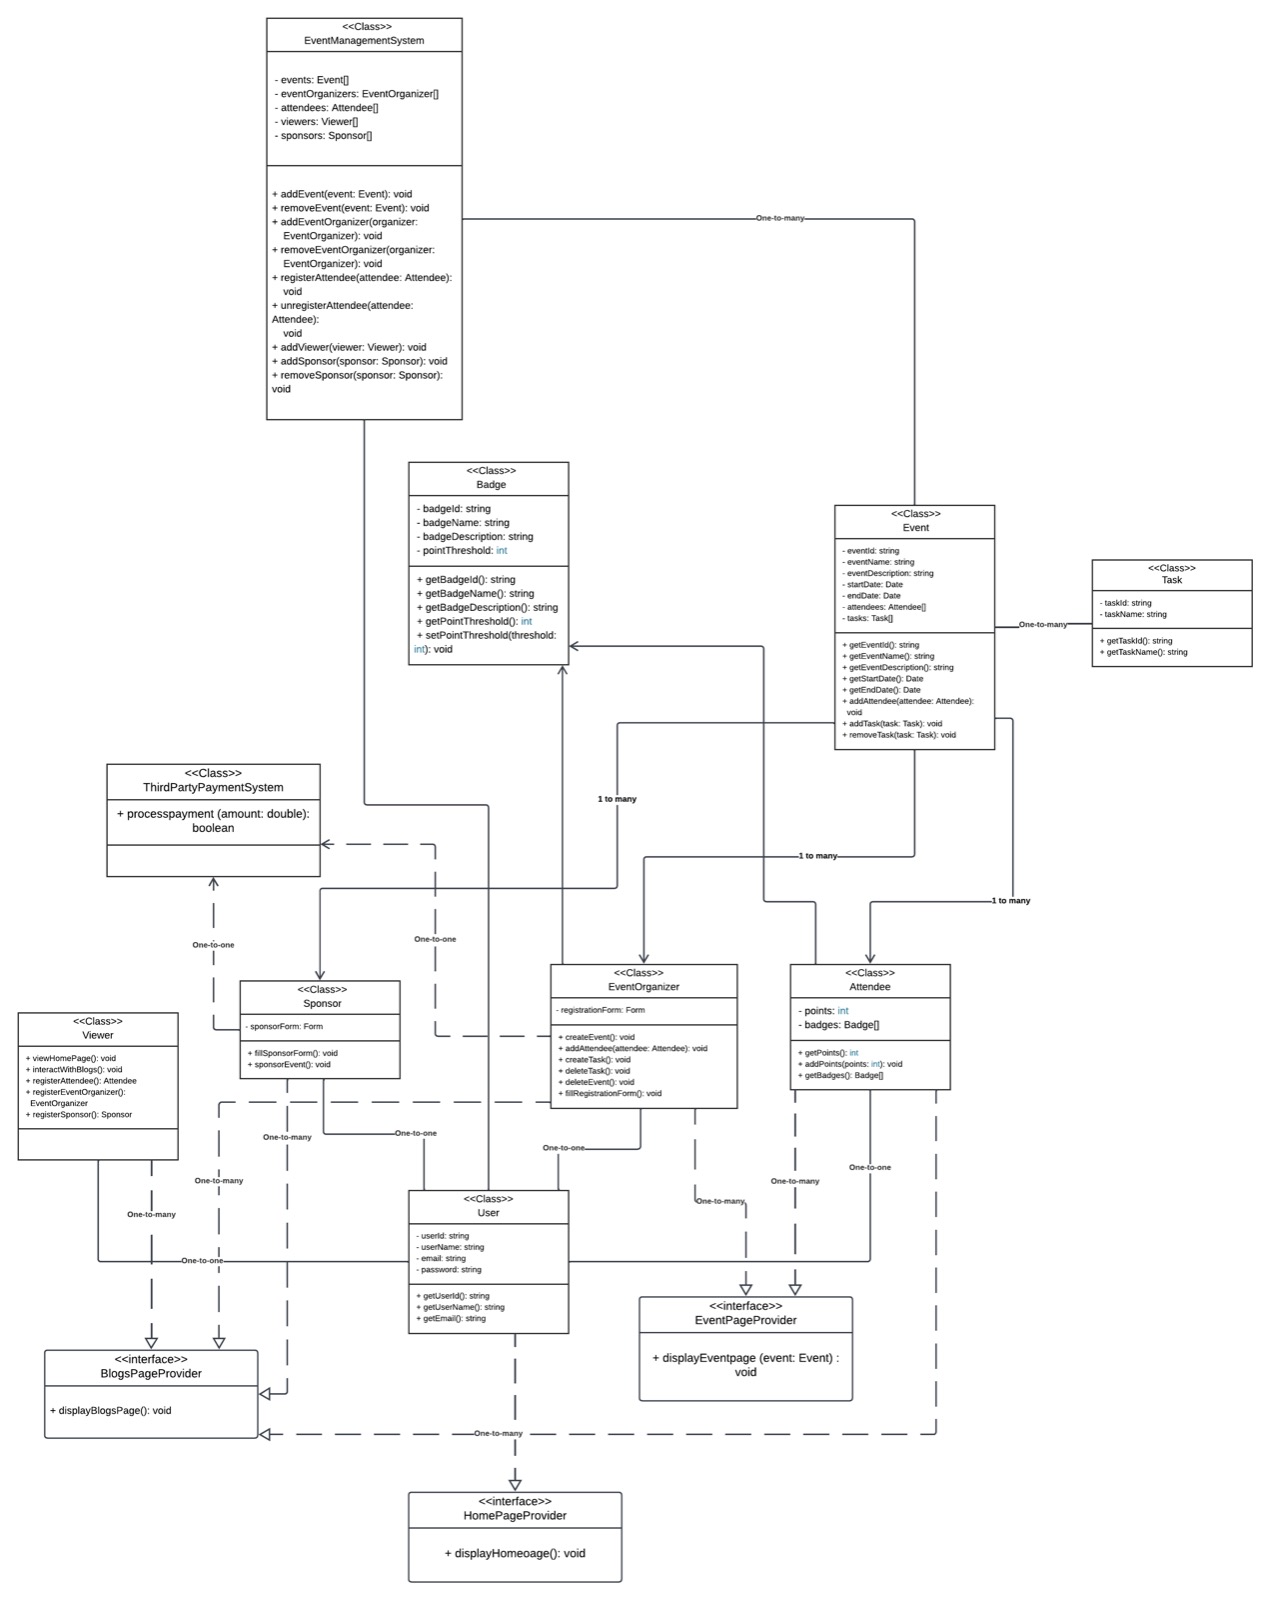 <<Class>>
EventManagementSystem
- events: Event[]
- eventOrganizers: EventOrganizer[]
- attendees: Attendee[]
- viewers: Viewer[]
- sponsors: Sponsor[]
+ addEvent(event: Event): void
+ removeEvent(event: Event): void
+ addEventOrganizer(organizer:
EventOrganizer): void
+ removeEventOrganizer(organizer:
EventOrganizer): void
+ registerAttendee(attendee: Attendee):
void
+ unregisterAttendee(attendee:
Attendee):
void
+ addViewer(viewer: Viewer): void
+ addSponsor(sponsor: Sponsor): void
+ removeSponsor(sponsor: Sponsor):
void
One-to-many
<<Class>>
Badge
- badgeId: string
- badgeName: string
- badgeDescription: string
- pointThreshold: int
+ getBadgeId(): string
+ getBadgeName(): string
+ getBadgeDescription(): string
+ getPointThreshold(): int
+ setPointThreshold(threshold:
int): void
<<Class>>
Event
- eventId: string
- eventName: string
- eventDescription: string
- startDate: Date
- endDate: Date
- attendees: Attendee[]
- tasks: Task[]
+ getEventId(): string
+ getEventName(): string
+ getEventDescription(): string
+ getStartDate(): Date
+ getEndDate(): Date
+ addAttendee(attendee: Attendee):
void
+ addTask(task: Task): void
+ removeTask(task: Task): void
One-to-many
<<Class>>
Task
- taskId: string
- taskName: string
+ getTaskId(): string
+ getTaskName(): string
<<Class>>
ThirdPartyPaymentSystem
+ processpayment (amount: double):
boolean
1 to many
1 to many
1 to many
One-to-one
One-to-one
<<Class>>
Sponsor
- sponsorForm: Form
+ fillSponsorForm(): void
+ sponsorEvent(): void
<<Class>>
EventOrganizer
- registrationForm: Form
+ createEvent(): void
+ addAttendee(attendee: Attendee): void
+ createTask(): void
+ deleteTask(): void
+ deleteEvent(): void
+ fillRegistrationForm(): void
<<Class>>
Attendee
- points: int
- badges: Badge[]
+ getPoints(): int
+ addPoints(points: int): void
+ getBadges(): Badge[]
<<Class>>
Viewer
+ viewHomePage(): void
+ interactWithBlogs(): void
+ registerAttendee(): Attendee
+ registerEventOrganizer():
EventOrganizer
+ registerSponsor(): Sponsor
One-to-many
One-to-one
One-to-one
One-to-one
One-to-many
One-to-many
One-to-many
One-to-many
One-to-one
<<Class>>
User
- userId: string
- userName: string
- email: string
- password: string
+ getUserId(): string
+ getUserName(): string
+ getEmail(): string
<<interface>>
EventPageProvider
+ displayEventpage (event: Event) :
void
<<interface>>
BlogsPageProvider
+ displayBlogsPage(): void
One-to-many
<<interface>>
HomePageProvider
+ displayHomeoage(): void